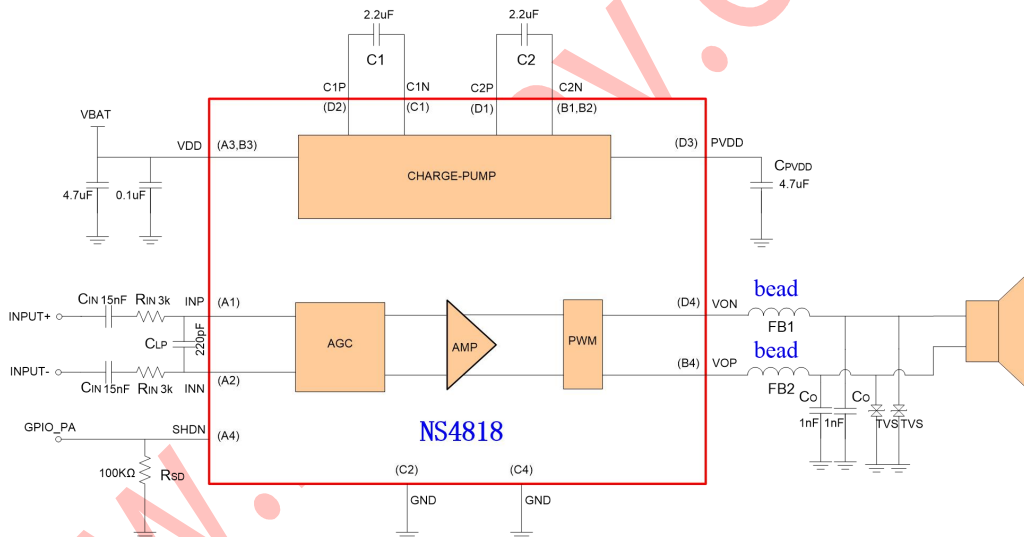 2.2uF 2.2uF
C1 C2
C1P C1N C2P C2N
(D2) (C1) (D1) (B1,B2)
VBAT
VDD (A3,B3) (D3) PVDD
CHARGE-PUMP
CPVDD
4.7uF
4.7uF 0.1uF
bead
CIN 15nF RIN 3k INP (A1) (D4) VON
INPUT+
FB1
CLP 220pF
AGC AMP PWM
bead
INPUT-
(B4) VOP
CIN 15nF RIN 3k INN (A2)
FB2
CO CO
1nF 1nF TVS TVS
GPIO_PA SHDN (A4)
NS4818
100KΩ RSD
(C2) (C4)
GND GND